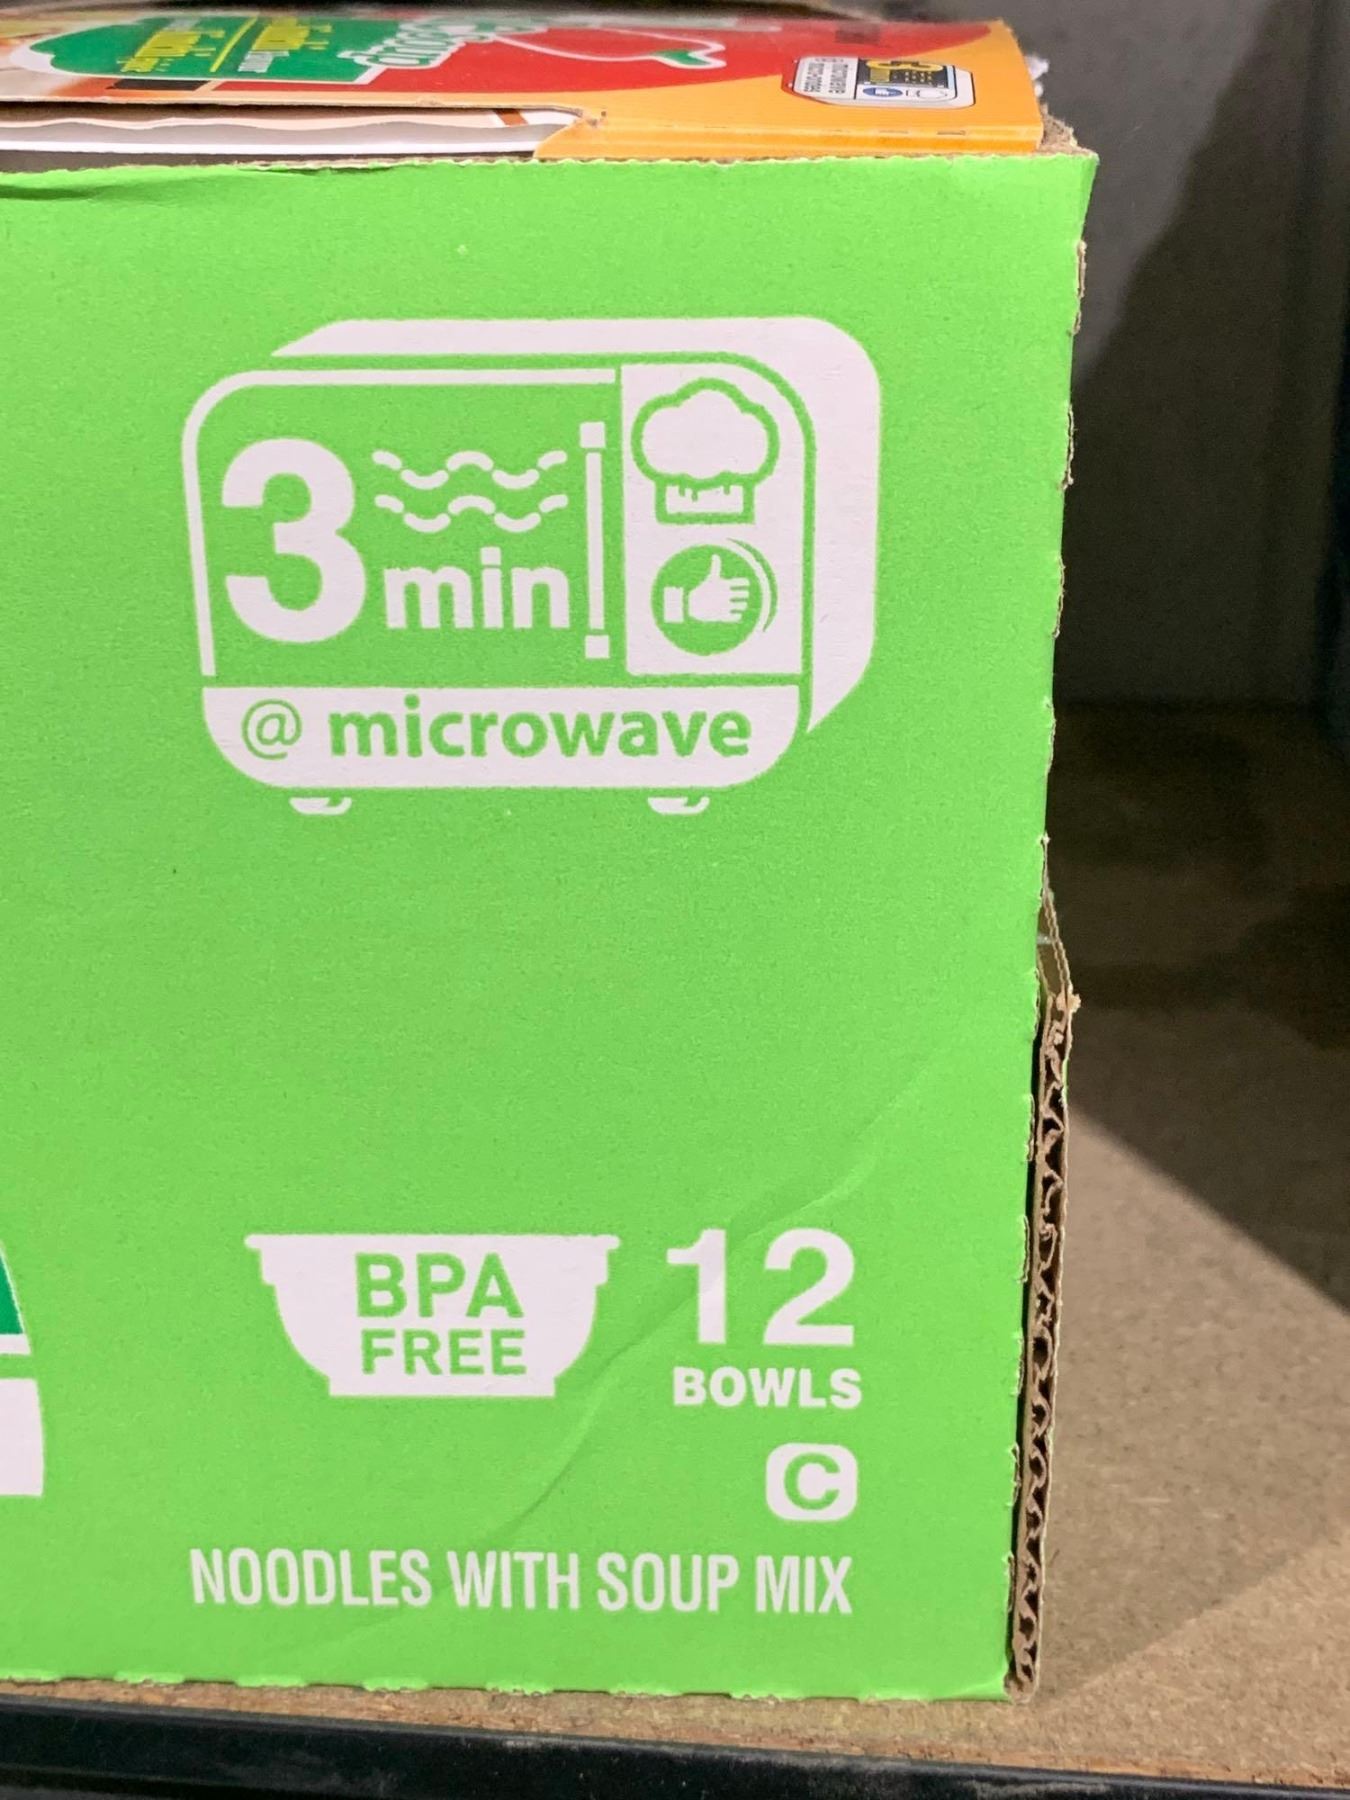 3 min
@ microwave
BPA
FREE
12
BOWLS
C
NOODLES WITH SOUP MIX